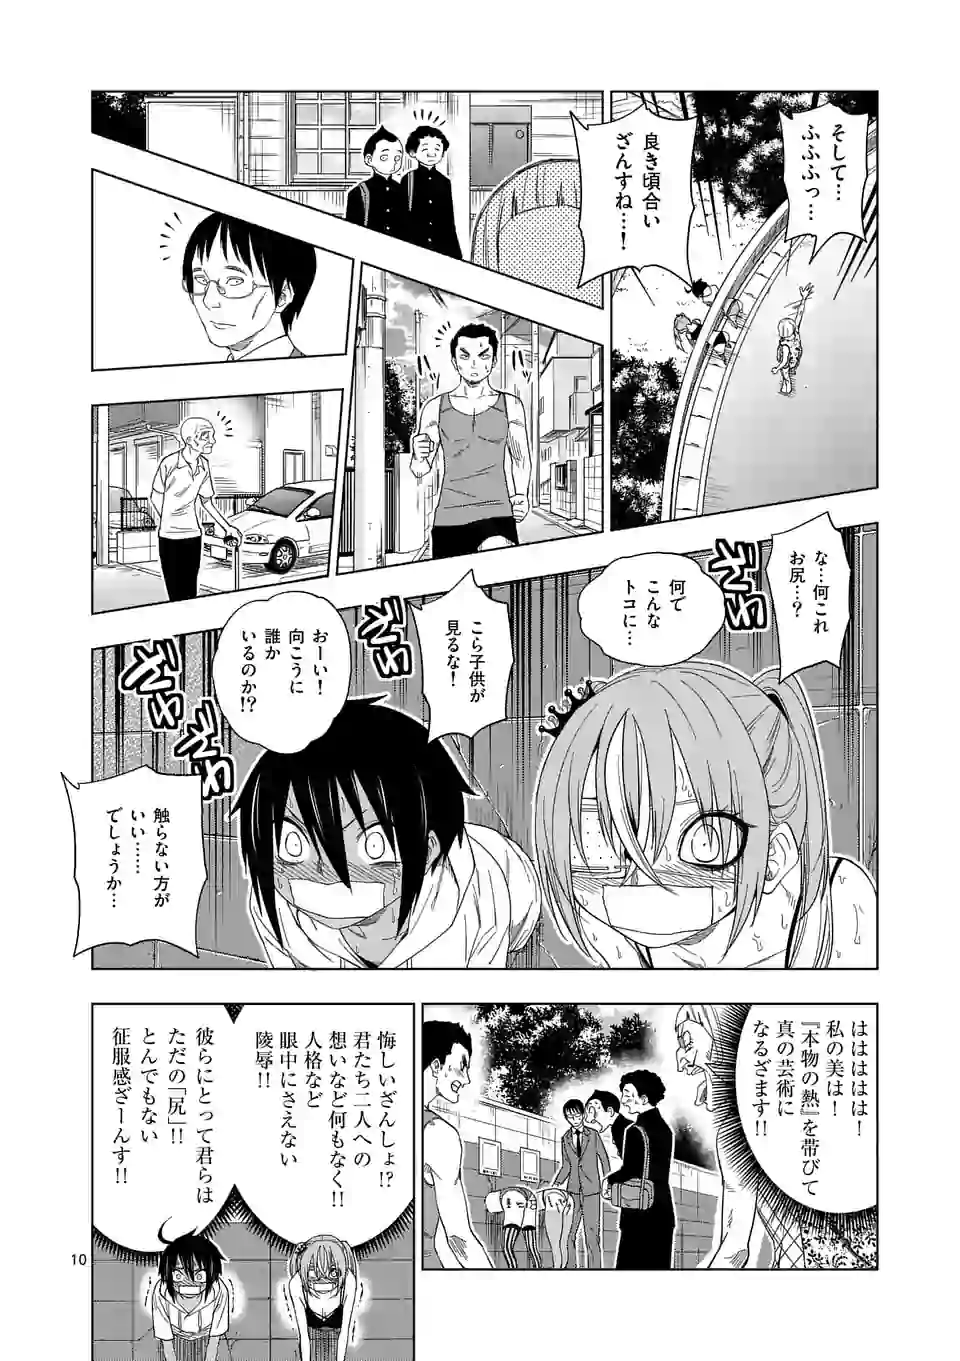 そして…
ふふふっ…
良き頃合い
ざんすね…！
な…何これ
お尻…？
何て
こんな
トコに…
こら子供が
見るな！
おーい！
向こうに
誰か
いるのか！？
触らない方が
いい……
でしょうか…
ざわ
ざわ
ざわ
ざわ
ははははは！
私の美は！
『本物の熱』を帯びて
真の芸術に
なるざます！！
悔しいざんしょ！？
君たち二人への
想いなど何もなく！！
人格など
眼中にさえない
陵辱！！
彼らにとって君らは
ただの「尻」！！
とんでもない
征服感ざーんす！！
10